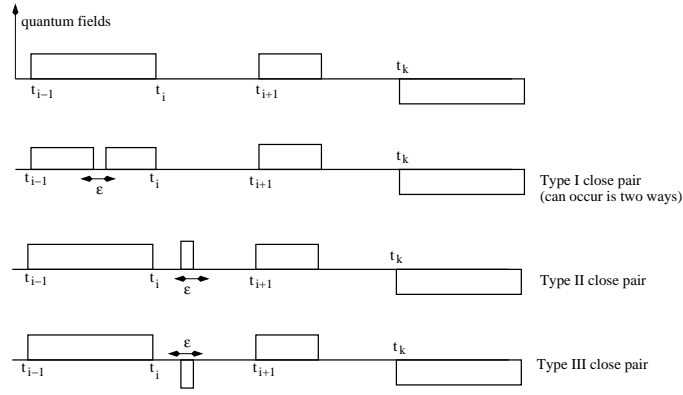 quantum fields
t_k
t_{i−1} t_i t_{i+1}
t_k
t_{i−1} ε t_i t_{i+1}
Type I close pair
(can occur is two ways)
t_k
t_{i−1} t_i ε t_{i+1}
Type II close pair
ε t_k
t_{i−1} t_i t_{i+1}
Type III close pair